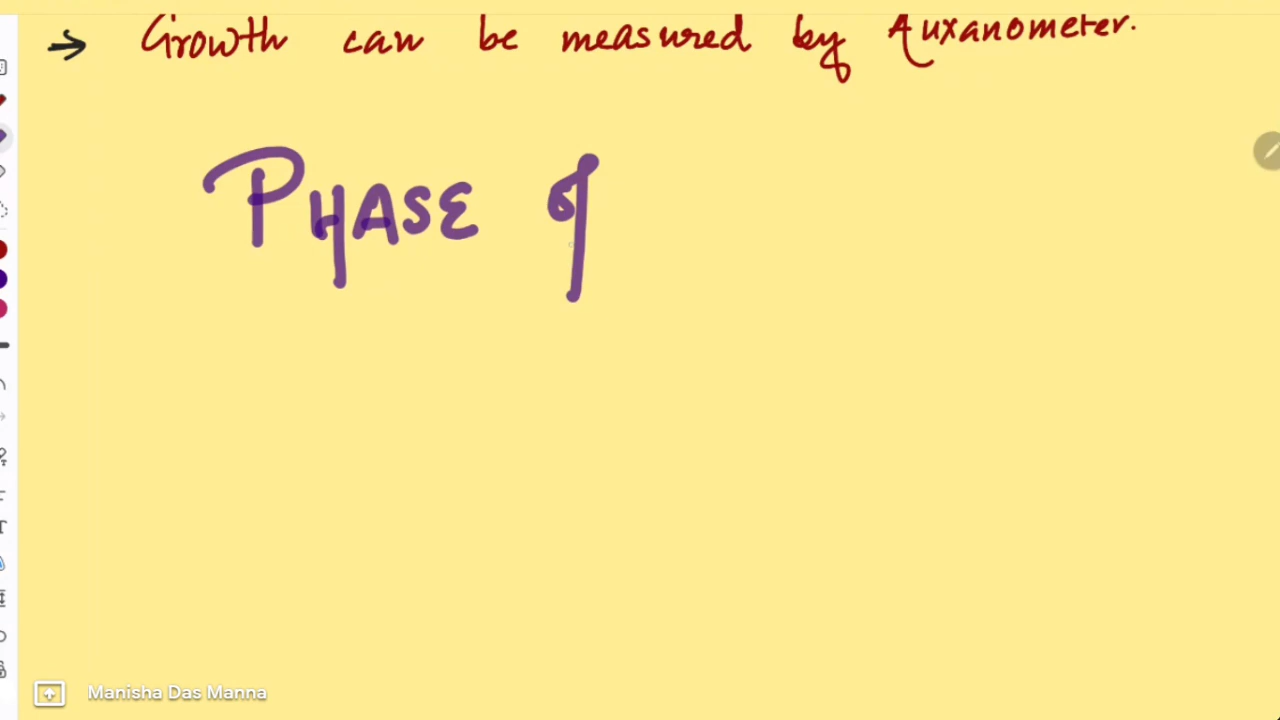 → Growth can be measured by Auxanometer.
PHASE of
Manisha Das Manna